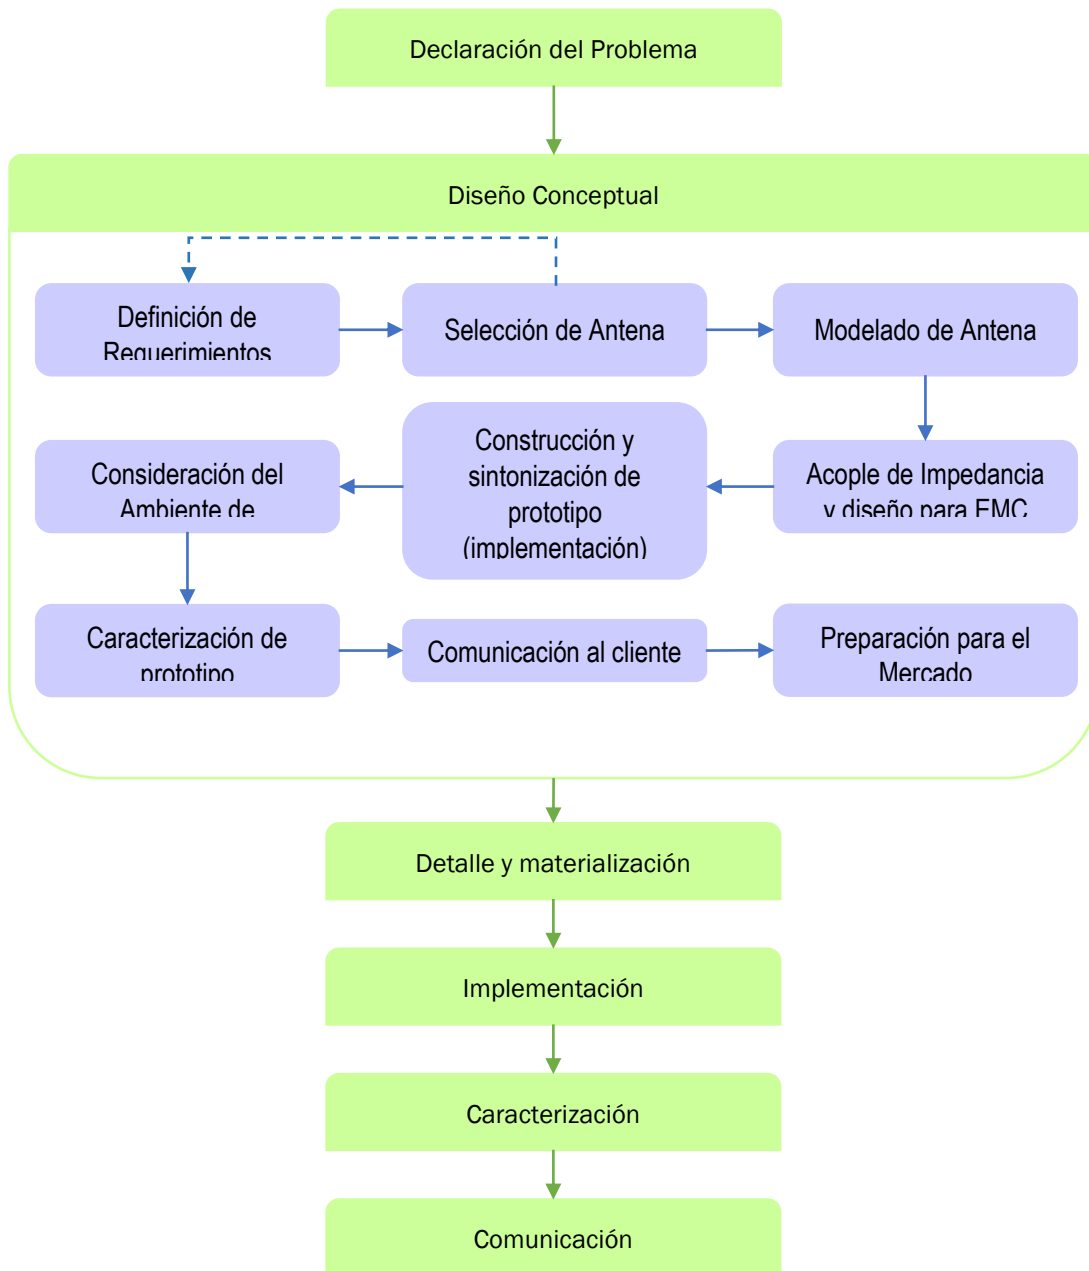 Declaración del Problema
Diseño Conceptual
Definición de
Requerimientos
Selección de Antena
Modelado de Antena
Consideración del
Ambiente de
Construcción y
sintonización de
prototipo
(implementación)
Acople de Impedancia
y diseño para EMC
Caracterización de
prototipo
Comunicación al cliente
Preparación para el
Mercado
Detalle y materialización
Implementación
Caracterización
Comunicación